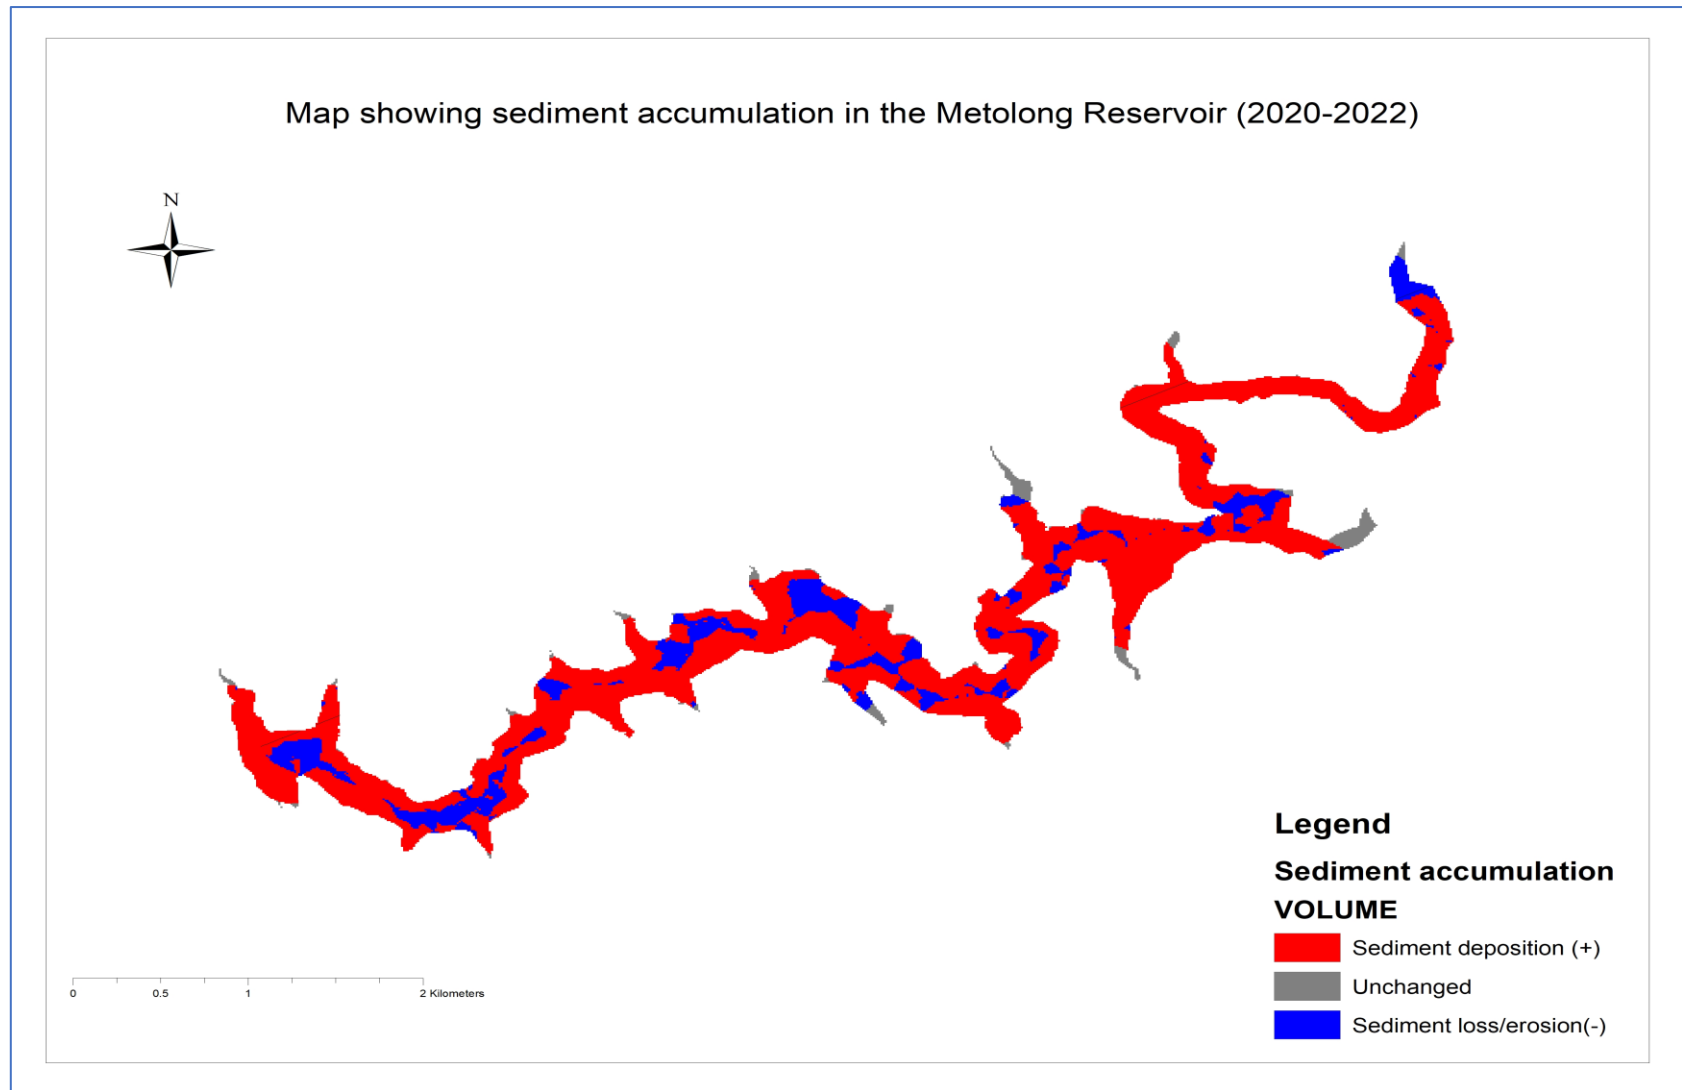 Map showing sediment accumulation in the Metolong Reservoir (2020-2022)
N
Legend
Sediment accumulation
VOLUME
Sediment deposition (+)
Unchanged
Sediment loss/erosion(-)
0 0.5 1 2 Kilometers